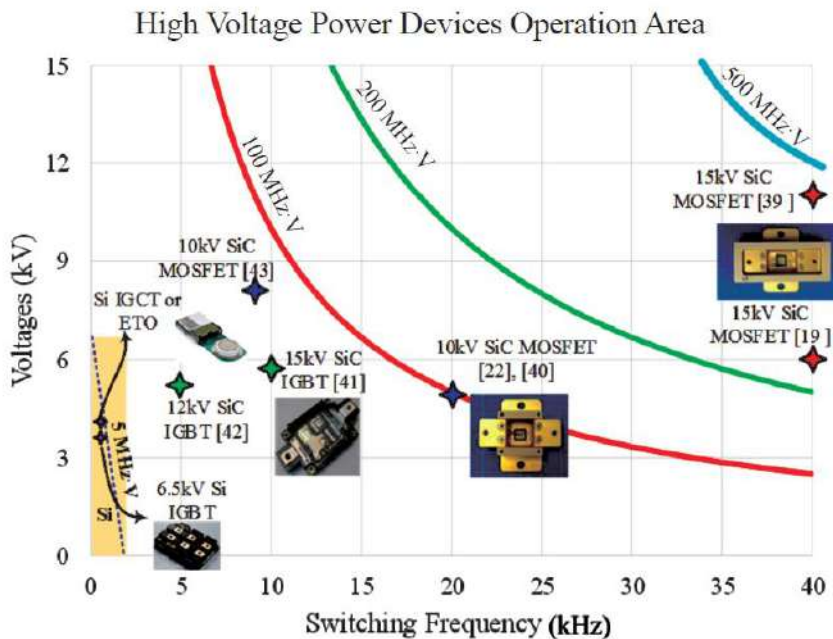 High Voltage Power Devices Operation Area
15
12
9
6
3
0
Voltages (kV)
0
5
10
15
20
25
30
35
40
Switching Frequency (kHz)
100 MHz·V
200 MHz·V
500 MHz·V
5 MHz·V
Si
Si IGCT or
ETO
10kV SiC
MOSFET [43]
12kV SiC
IGBT [42]
15kV SiC
IGBT [41]
6.5kV Si
IGBT
10kV SiC MOSFET
[22], [40]
15kV SiC
MOSFET [39 ]
15kV SiC
MOSFET [19 ]